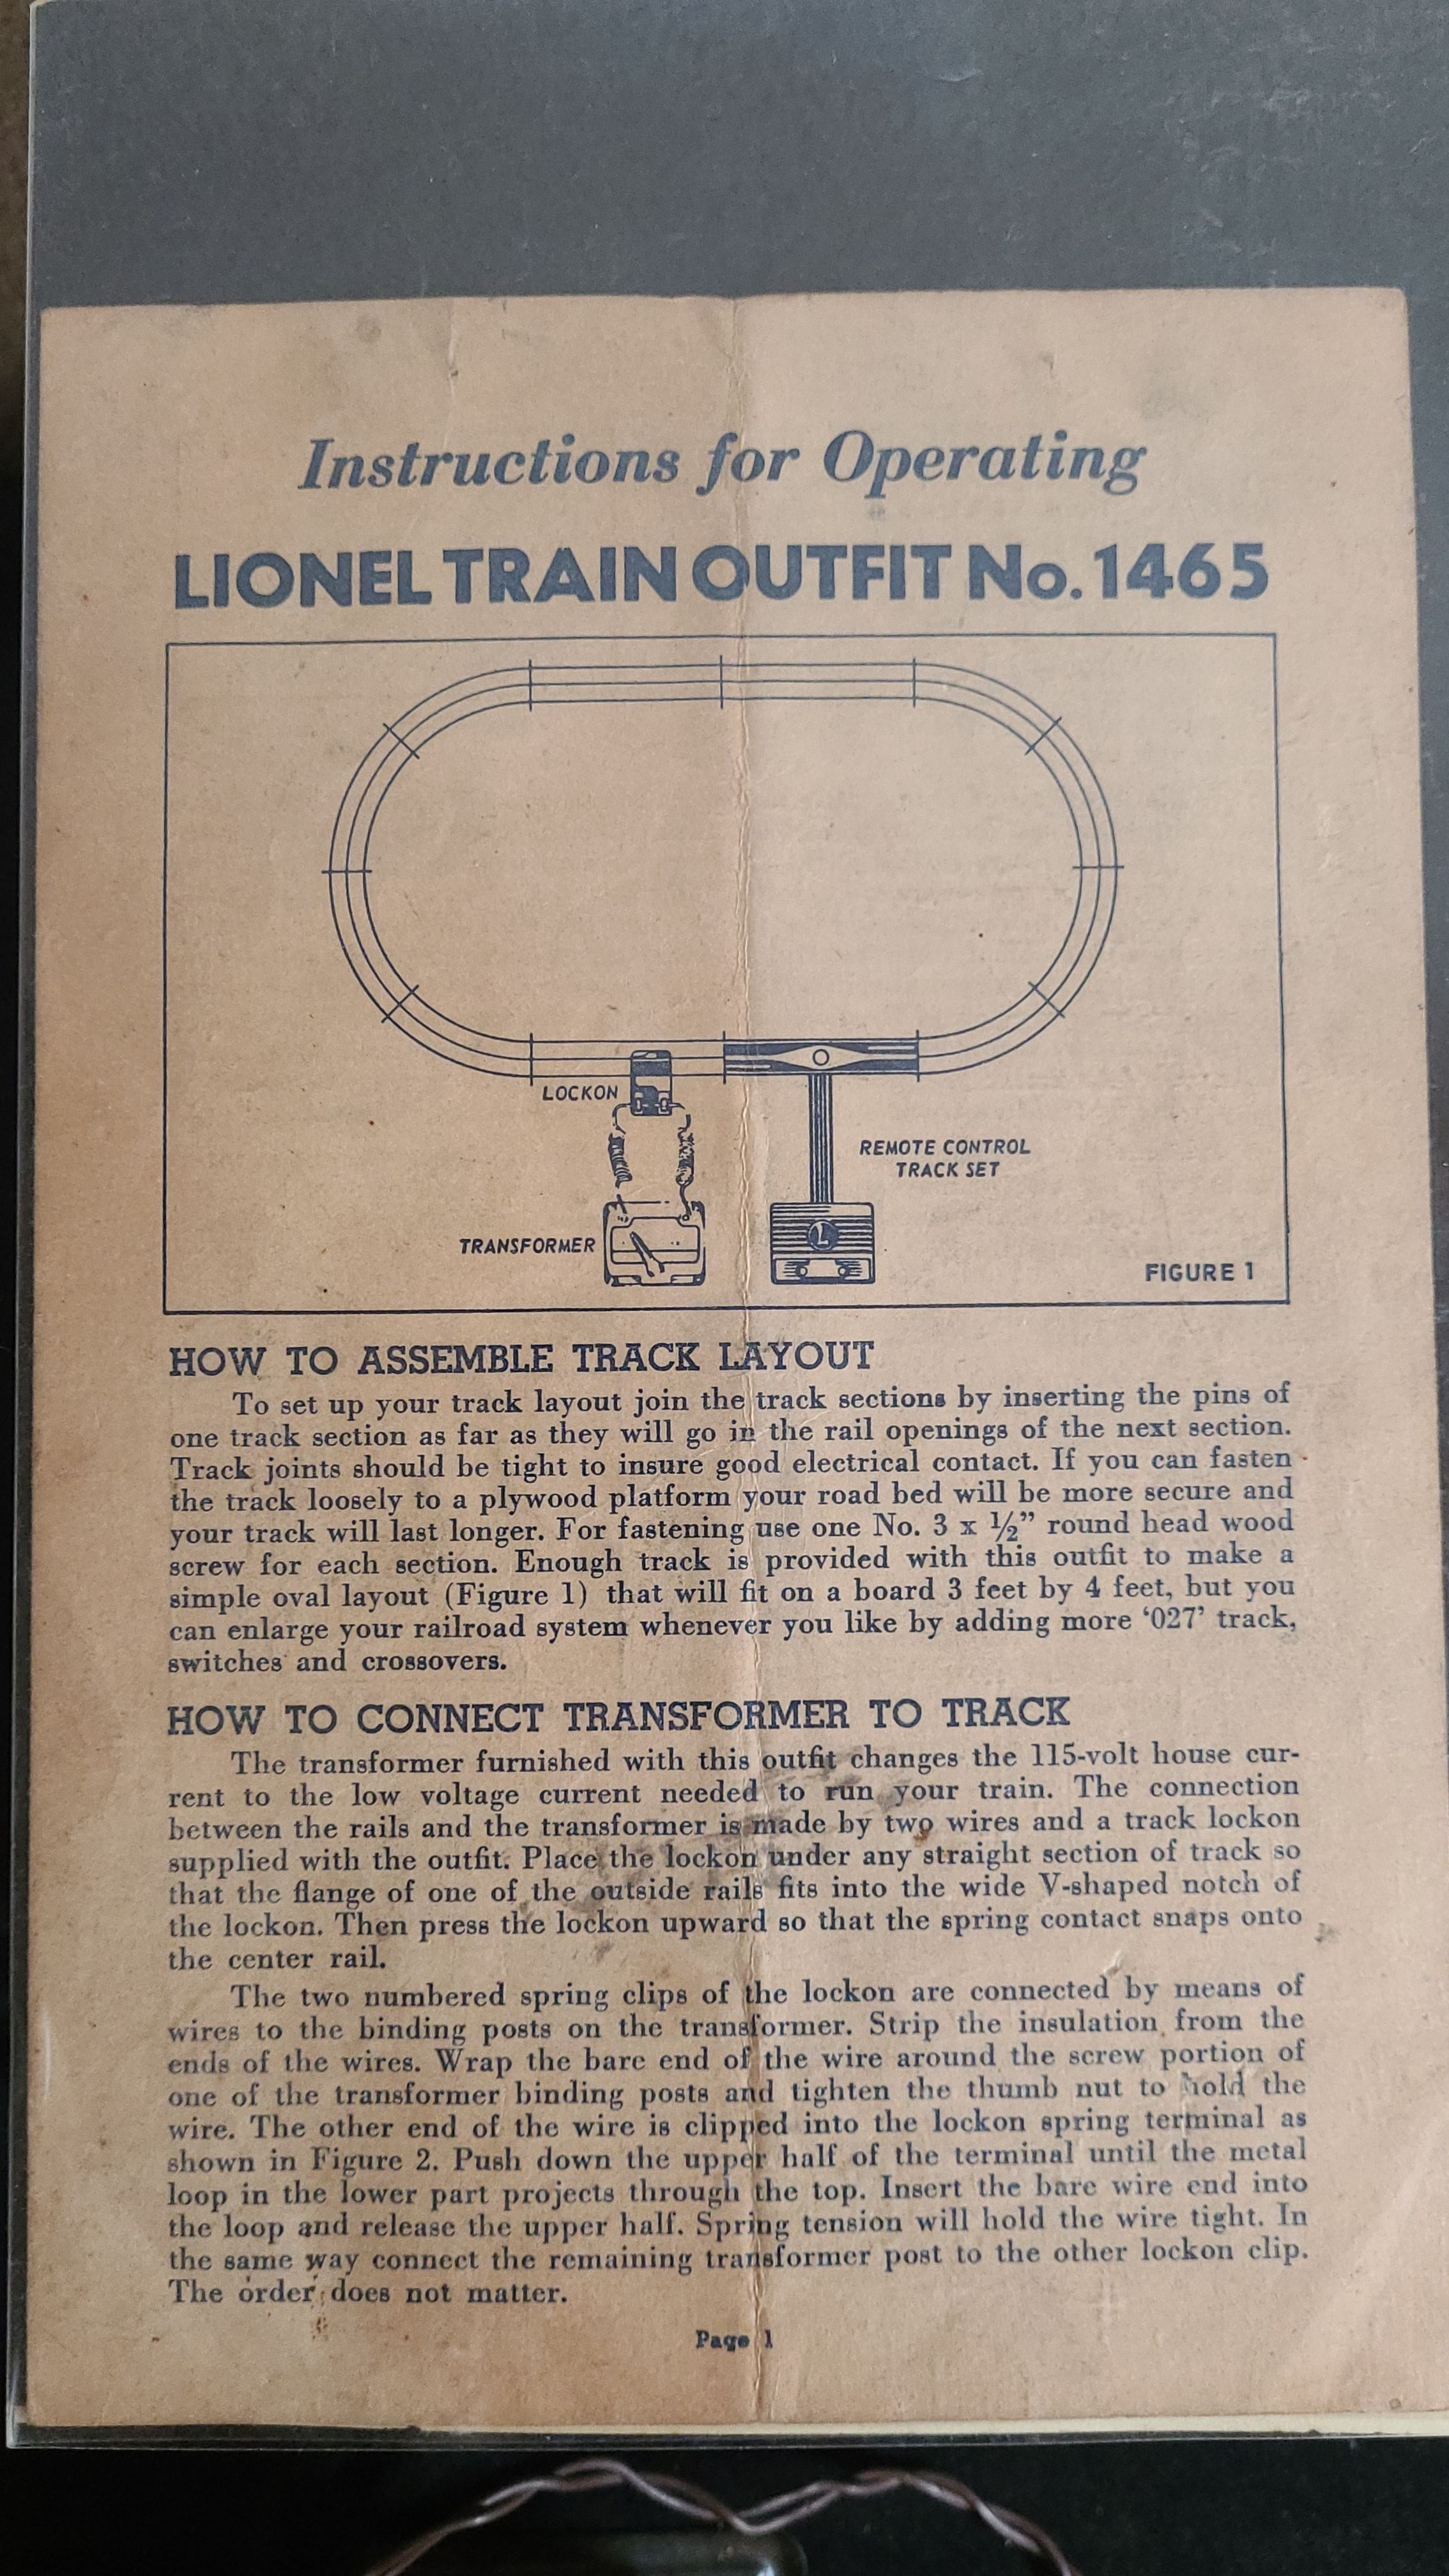 Instructions for Operating
LIONEL TRAIN OUTFIT No. 1465
LOCKON
REMOTE CONTROL
TRACK SET
TRANSFORMER
L
FIGURE 1
HOW TO ASSEMBLE TRACK LAYOUT
To set up your track layout join the track sections by inserting the pins of
one track section as far as they will go in the rail openings of the next section.
Track joints should be tight to insure good electrical contact. If you can fasten
the track loosely to a plywood platform your road bed will be more secure and
your track will last longer. For fastening use one No. 3 x ½” round head wood
screw for each section. Enough track is provided with this outfit to make a
simple oval layout (Figure 1) that will fit on a board 3 feet by 4 feet, but you
can enlarge your railroad system whenever you like by adding more ‘027’ track,
switches and crossovers.
HOW TO CONNECT TRANSFORMER TO TRACK
The transformer furnished with this outfit changes the 115-volt house cur-
rent to the low voltage current needed to run your train. The connection
between the rails and the transformer is made by two wires and a track lockon
supplied with the outfit. Place the lockon under any straight section of track so
that the flange of one of the outside rails fits into the wide V-shaped notch of
the lockon. Then press the lockon upward so that the spring contact snaps onto
the center rail.
The two numbered spring clips of the lockon are connected by means of
wires to the binding posts on the transformer. Strip the insulation from the
ends of the wires. Wrap the bare end of the wire around the screw portion of
one of the transformer binding posts and tighten the thumb nut to hold the
wire. The other end of the wire is clipped into the lockon spring terminal as
shown in Figure 2. Push down the upper half of the terminal until the metal
loop in the lower part projects through the top. Insert the bare wire end into
the loop and release the upper half. Spring tension will hold the wire tight. In
the same way connect the remaining transformer post to the other lockon clip.
The order does not matter.
Page 1